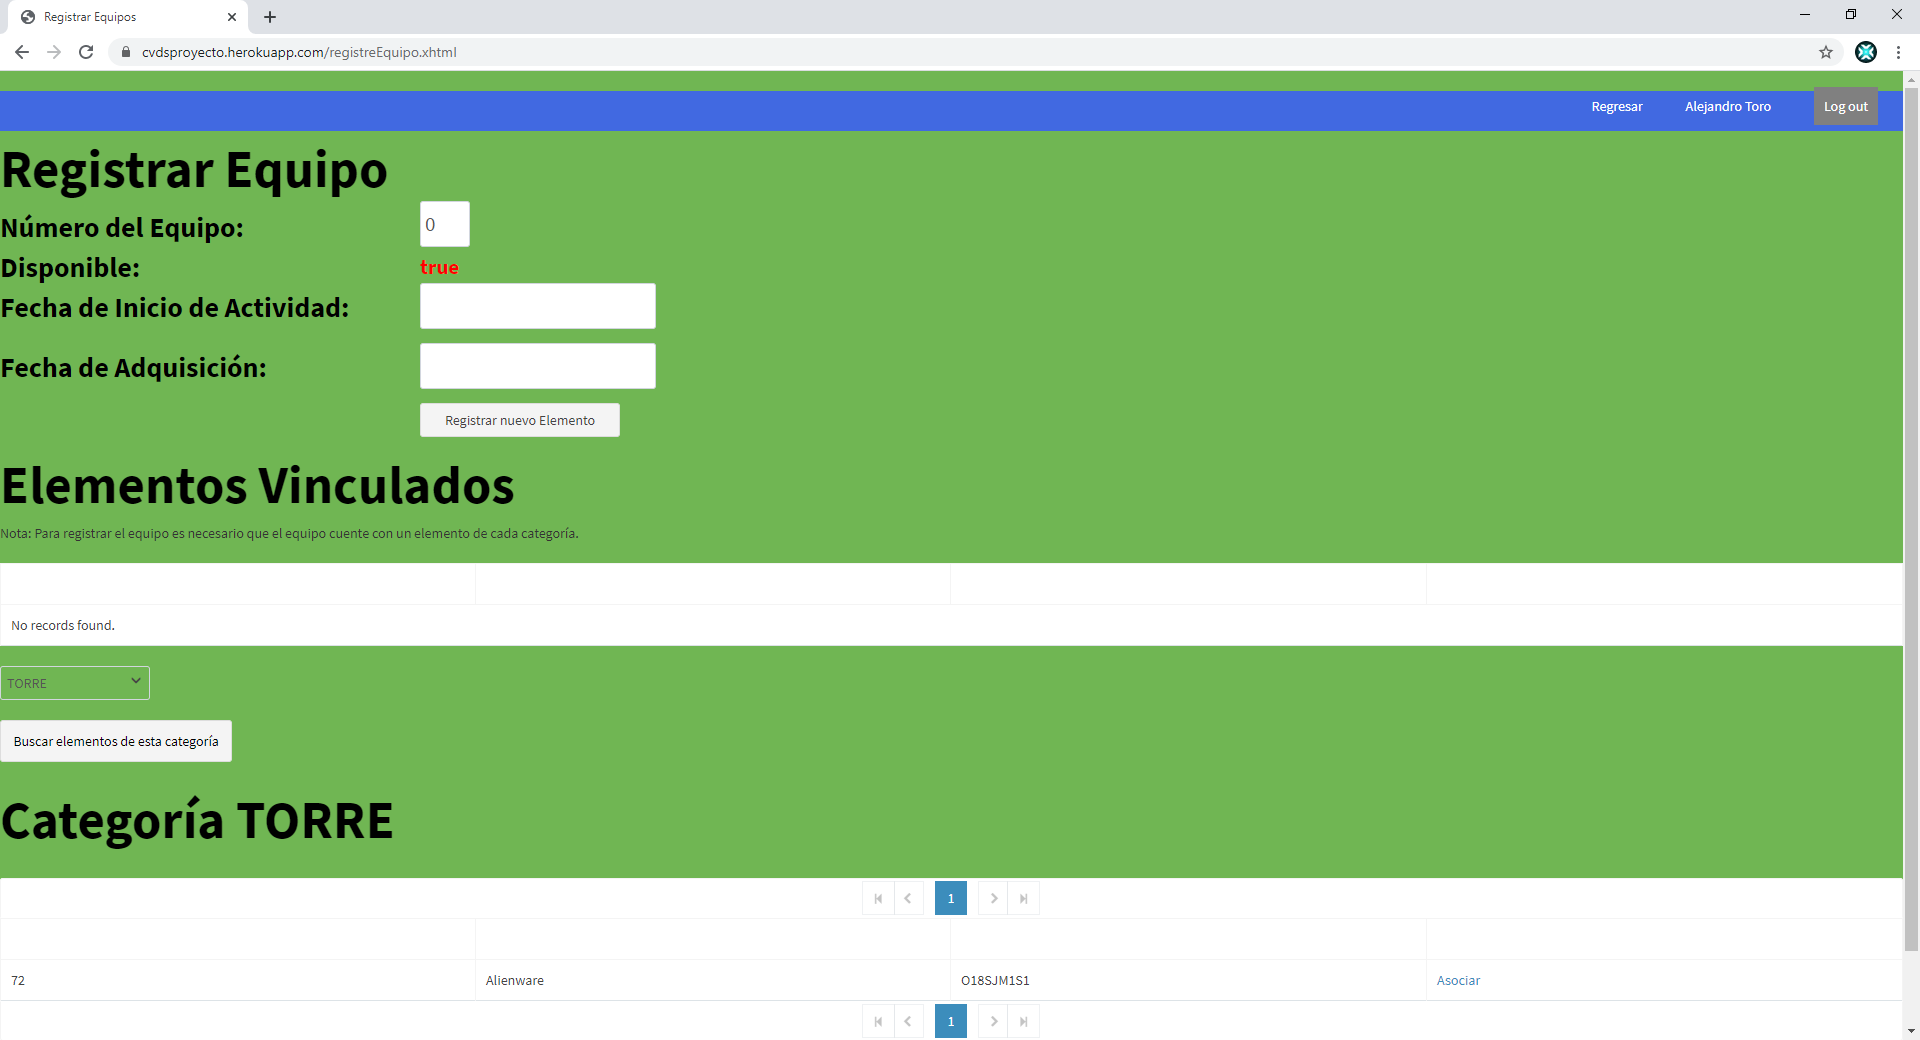 Registrar Equipos
cvdsproyecto.herokuapp.com/registreEquipo.xhtml
Regresar Alejandro Toro Log out
Registrar Equipo
Número del Equipo: 0
Disponible: true
Fecha de Inicio de Actividad:
Fecha de Adquisición:
Registrar nuevo Elemento
Elementos Vinculados
Nota: Para registrar el equipo es necesario que el equipo cuente con un elemento de cada categoría.
No records found.
TORRE
Buscar elementos de esta categoría
Categoría TORRE
1
72 Alienware O18SJM1S1 Asociar
1